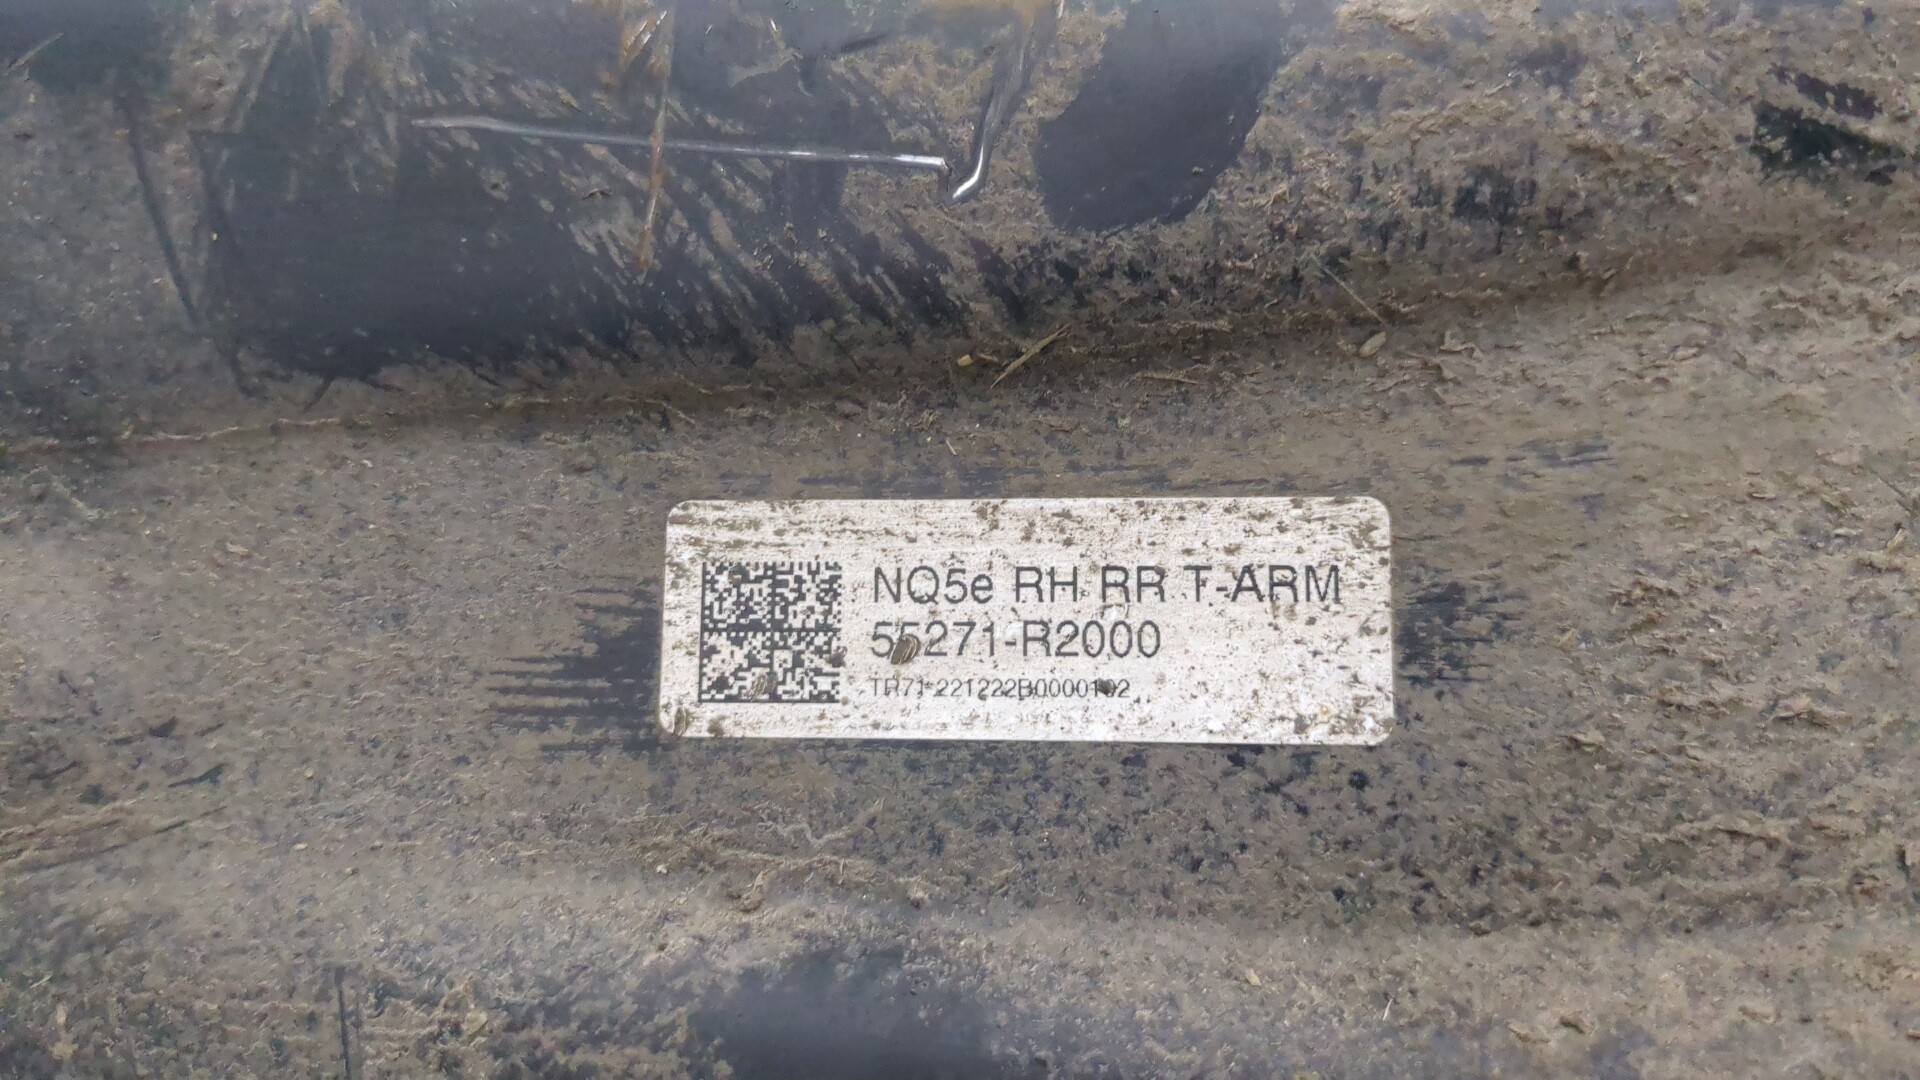 NQ5e RH RR T-ARM
55271-R2000
TR71 221222B0000102